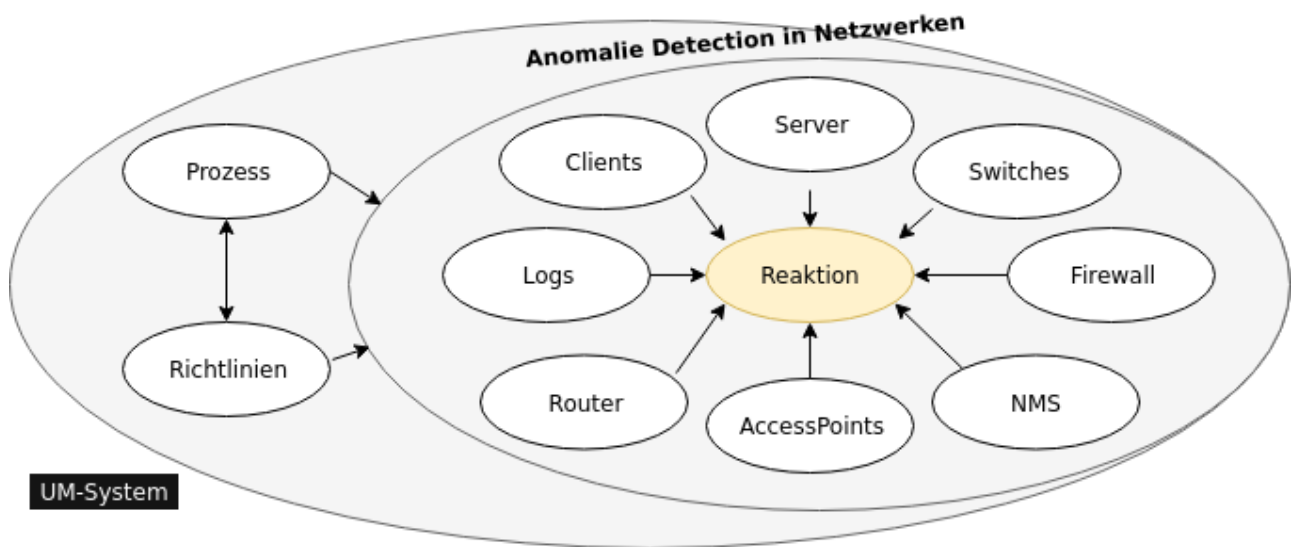 Anomalie Detection in Netzwerken
Server
Clients
Switches
Prozess
Logs
Reaktion
Firewall
Richtlinien
Router
AccessPoints
NMS
UM-System